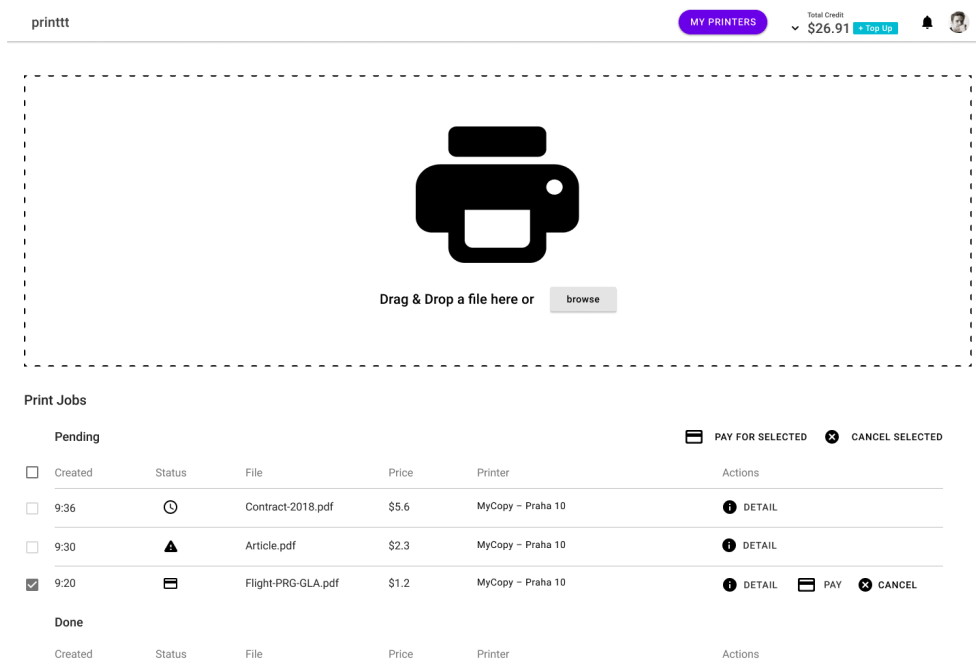 printtt
MY PRINTERS
Total Credit
$26.91 + Top Up
Drag & Drop a file here or browse
Print Jobs
Pending PAY FOR SELECTED CANCEL SELECTED
Created Status File Price Printer Actions
9:36 Contract-2018.pdf $5.6 MyCopy – Praha 10 DETAIL
9:30 Article.pdf $2.3 MyCopy – Praha 10 DETAIL
9:20 Flight-PRG-GLA.pdf $1.2 MyCopy – Praha 10 DETAIL PAY CANCEL
Done
Created Status File Price Printer Actions